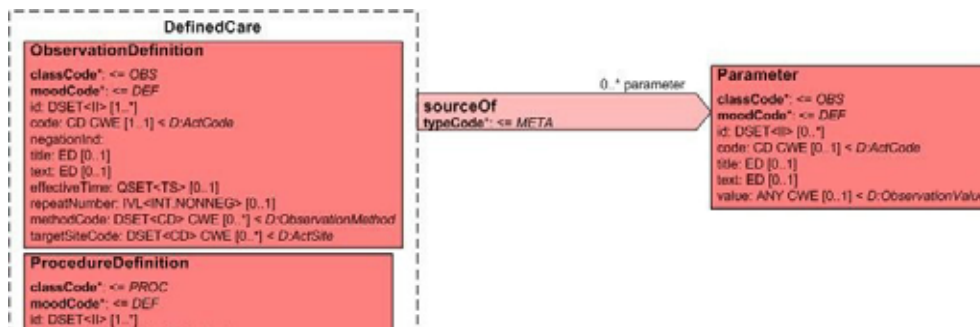 DefinedCare
ObservationDefinition
classCode*: <= OBS
moodCode*: <= DEF
id: DSET<II> [1..*]
code: CD CWE [1..1] < D:ActCode
negationInd:
title: ED [0..1]
text: ED [0..1]
effectiveTime: QSET<TS> [0..1]
repeatNumber: IVL<INT.NONNEG> [0..1]
methodCode: DSET<CD> CWE [0..*] < D:ObservationMethod
targetSiteCode: DSET<CD> CWE [0..*] < D:ActSite
ProcedureDefinition
classCode*: <= PROC
moodCode*: <= DEF
id: DSET<II> [1..*]
0..* parameter
sourceOf
typeCode*: <= META
Parameter
classCode*: <= OBS
moodCode*: <= DEF
id: DSET<II> [0..*]
code: CD CWE [0..1] < D:ActCode
title: ED [0..1]
text: ED [0..1]
value: ANY CWE [0..1] < D:ObservationValue